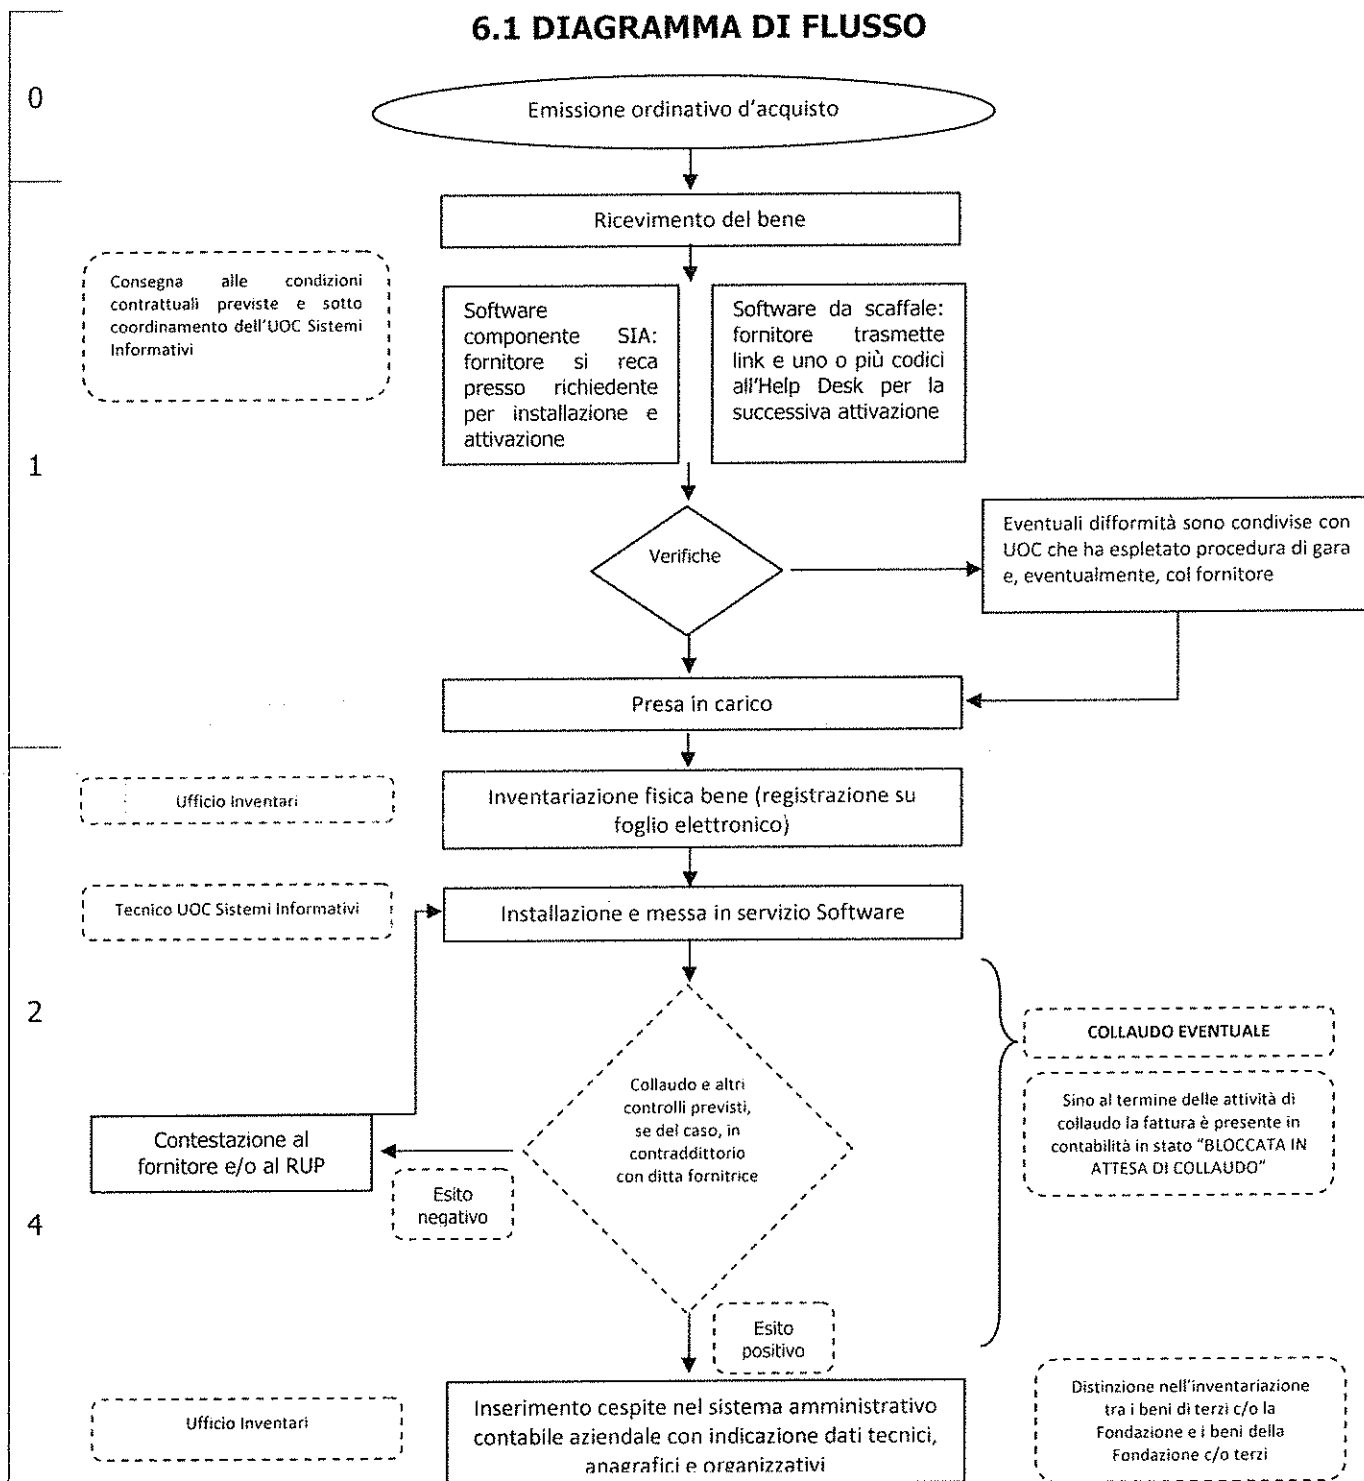 6.1 DIAGRAMMA DI FLUSSO
0
Emissione ordinativo d'acquisto
Ricevimento del bene
Consegna alle condizioni
contrattuali previste e sotto
coordinamento dell'UOC Sistemi
Informativi
Software
componente SIA:
fornitore si reca
presso richiedente
per installazione e
attivazione
Software da scaffale:
fornitore trasmette
link e uno o più codici
all'Help Desk per la
successiva attivazione
1
Verifiche
Eventuali difformità sono condivise con
UOC che ha espletato procedura di gara
e, eventualmente, col fornitore
Presa in carico
Ufficio Inventari
Inventariazione fisica bene (registrazione su
foglio elettronico)
Tecnico UOC Sistemi Informativi
Installazione e messa in servizio Software
2
COLLAUDO EVENTUALE
Collaudo e altri
controlli previsti,
se del caso, in
contraddittorio
con ditta fornitrice
Sino al termine delle attività di
collaudo la fattura è presente in
contabilità in stato "BLOCCATA IN
ATTESA DI COLLAUDO"
Contestazione al
fornitore e/o al RUP
Esito
negativo
4
Esito
positivo
Ufficio Inventari
Inserimento cespite nel sistema amministrativo
contabile aziendale con indicazione dati tecnici,
anagrafici e organizzativi
Distinzione nell'inventariazione
tra i beni di terzi c/o la
Fondazione e i beni della
Fondazione c/o terzi